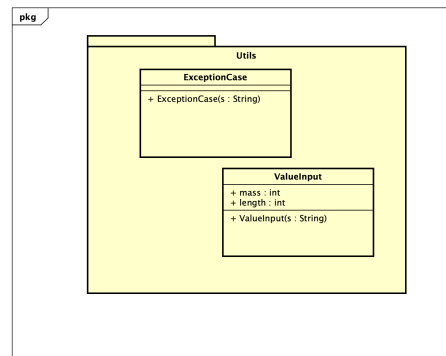 pkg
Utils
ExceptionCase
+ ExceptionCase(s : String)
ValueInput
+ mass : int
+ length : int
+ ValueInput(s : String)